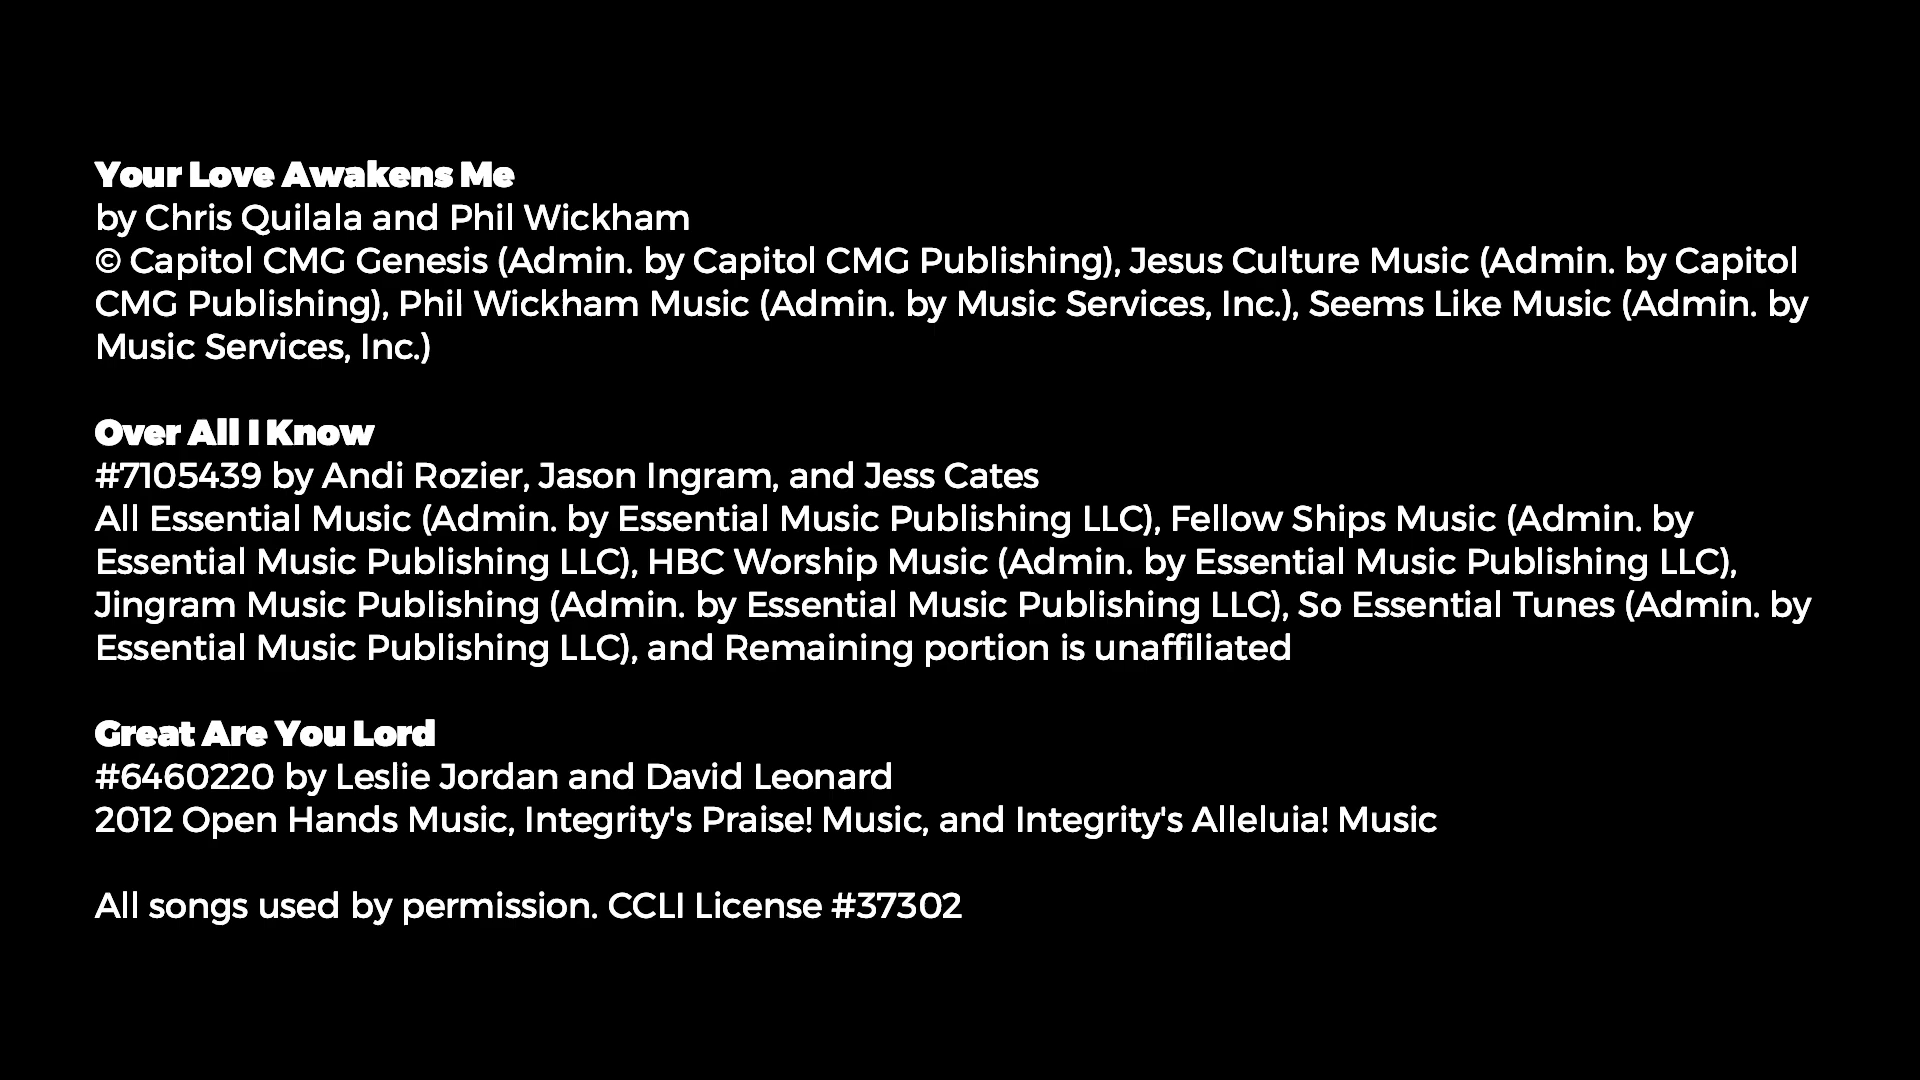 Your Love Awakens Me
by Chris Quilala and Phil Wickham
© Capitol CMG Genesis (Admin. by Capitol CMG Publishing), Jesus Culture Music (Admin. by Capitol
CMG Publishing), Phil Wickham Music (Admin. by Music Services, Inc.), Seems Like Music (Admin. by
Music Services, Inc.)
Over All I Know
#7105439 by Andi Rozier, Jason Ingram, and Jess Cates
All Essential Music (Admin. by Essential Music Publishing LLC), Fellow Ships Music (Admin. by
Essential Music Publishing LLC), HBC Worship Music (Admin. by Essential Music Publishing LLC),
Jingram Music Publishing (Admin. by Essential Music Publishing LLC), So Essential Tunes (Admin. by
Essential Music Publishing LLC), and Remaining portion is unaffiliated
Great Are You Lord
#6460220 by Leslie Jordan and David Leonard
2012 Open Hands Music, Integrity's Praise! Music, and Integrity's Alleluia! Music
All songs used by permission. CCLI License #37302